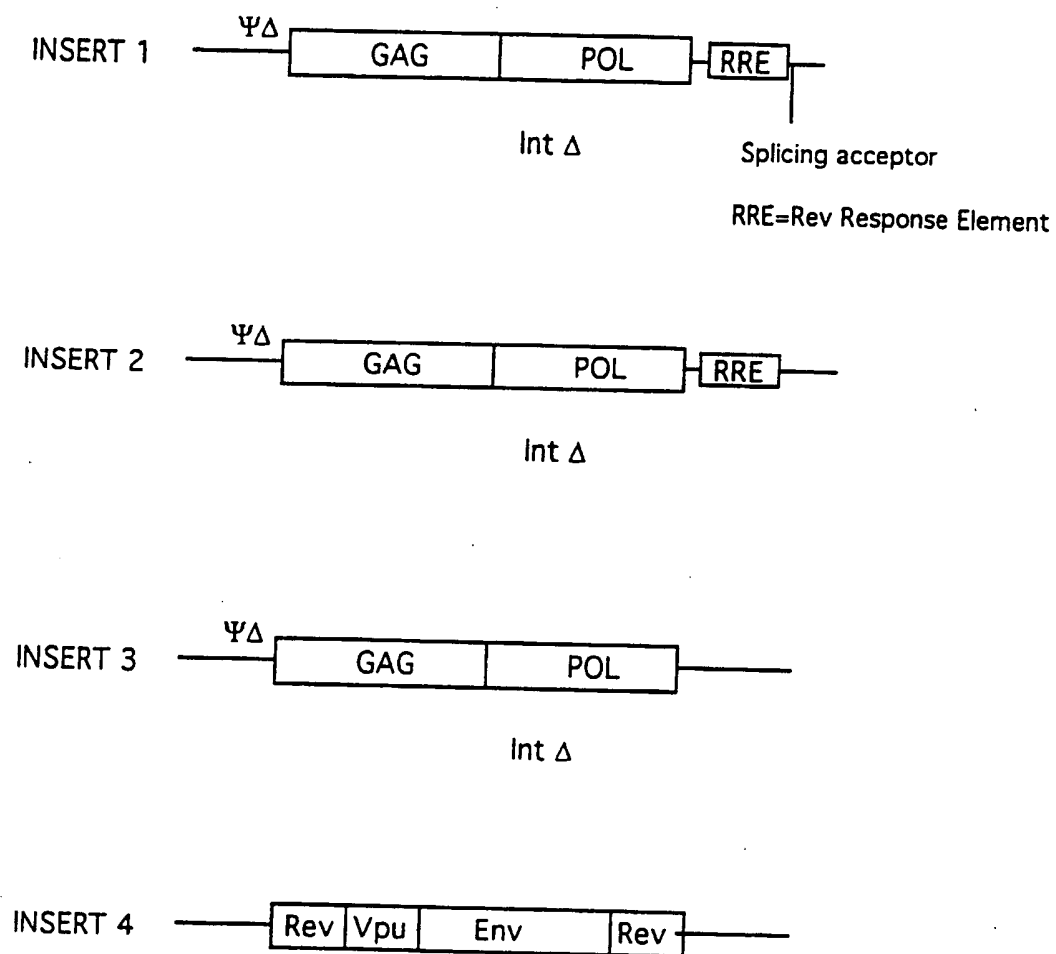 ΨΔ
INSERT 1 GAG POL RRE
Int Δ
Splicing acceptor
RRE=Rev Response Element
ΨΔ
INSERT 2 GAG POL RRE
Int Δ
ΨΔ
INSERT 3 GAG POL
Int Δ
INSERT 4 Rev Vpu Env Rev